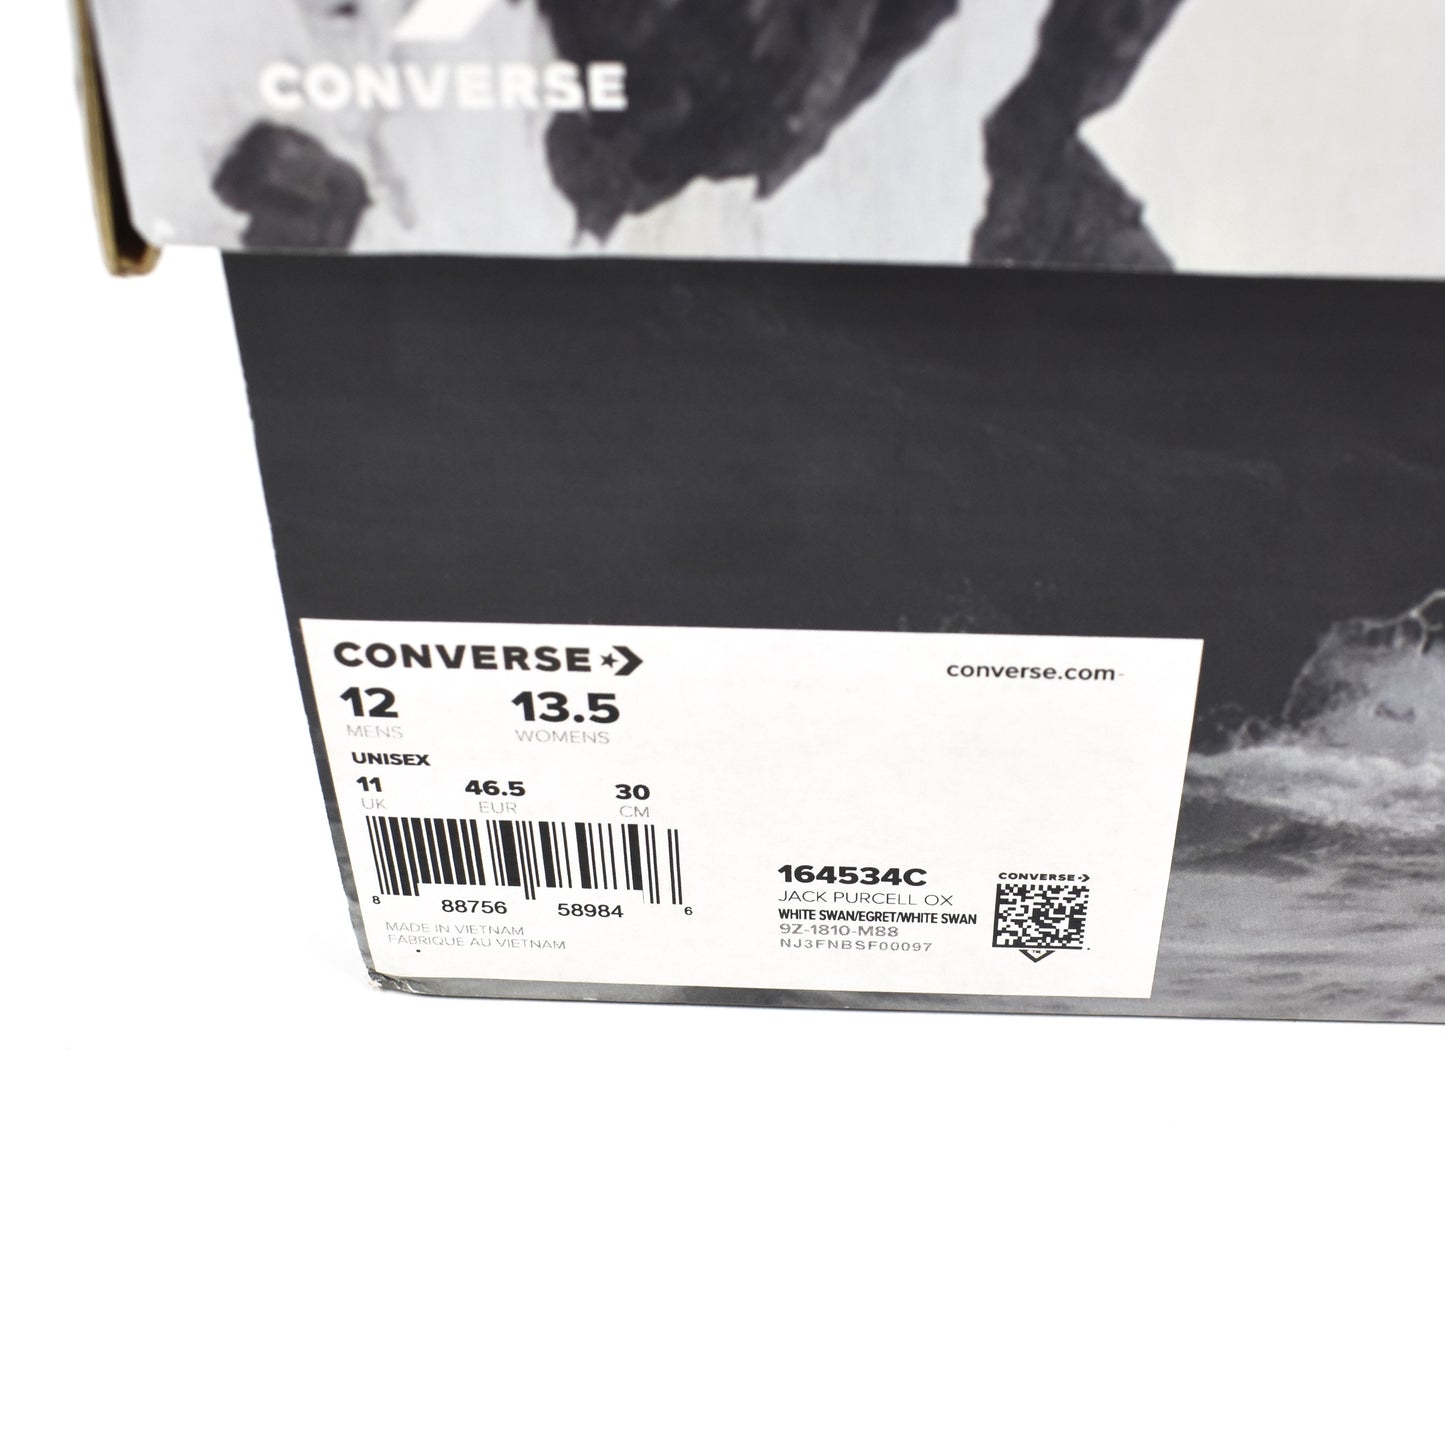 CONVERSE
CONVERSE
converse.com
12 13.5
MENS WOMENS
UNISEX
11 46.5 30
UK EUR CM
8 88756 58984 6
MADE IN VIETNAM
FABRIQUE AU VIETNAM
164534C
JACK PURCELL OX
WHITE SWAN/EGRET/WHITE SWAN
9Z-1810-M88
NJ3FNBSF00097
CONVERSE
TM